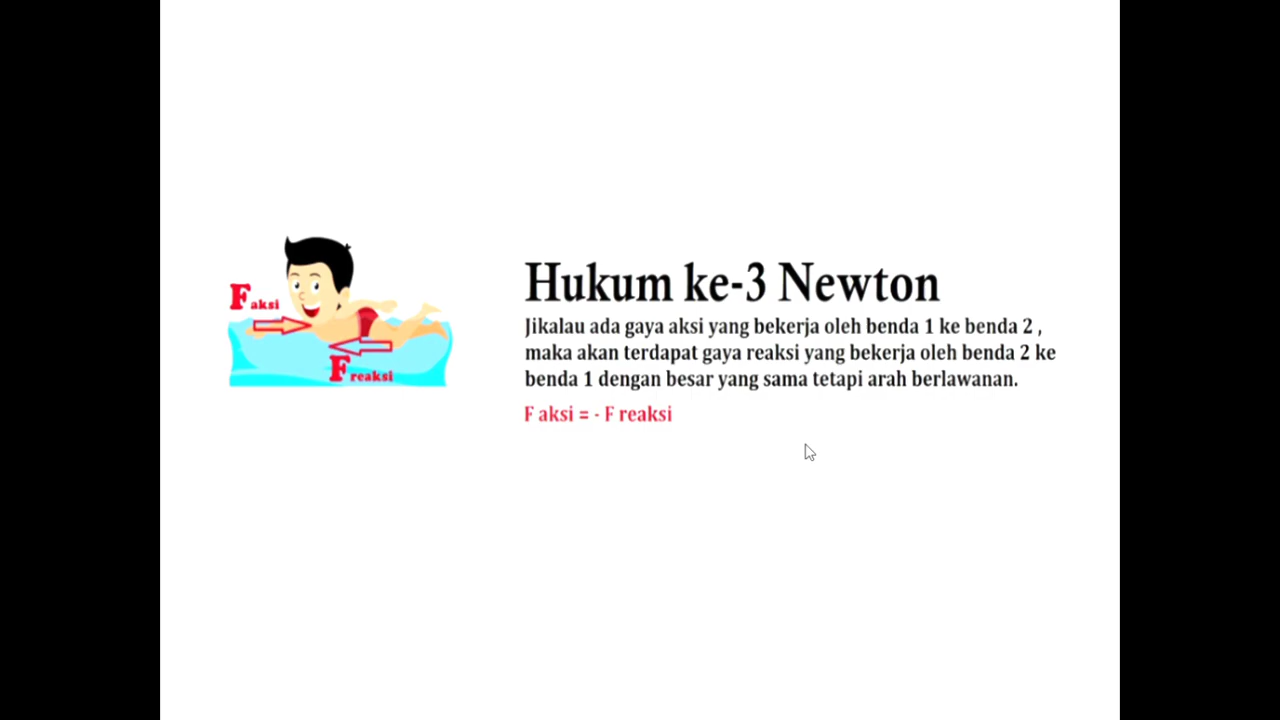 F aksi
F reaksi
Hukum ke-3 Newton
Jikalau ada gaya aksi yang bekerja oleh benda 1 ke benda 2 ,
maka akan terdapat gaya reaksi yang bekerja oleh benda 2 ke
benda 1 dengan besar yang sama tetapi arah berlawanan.
F aksi = - F reaksi